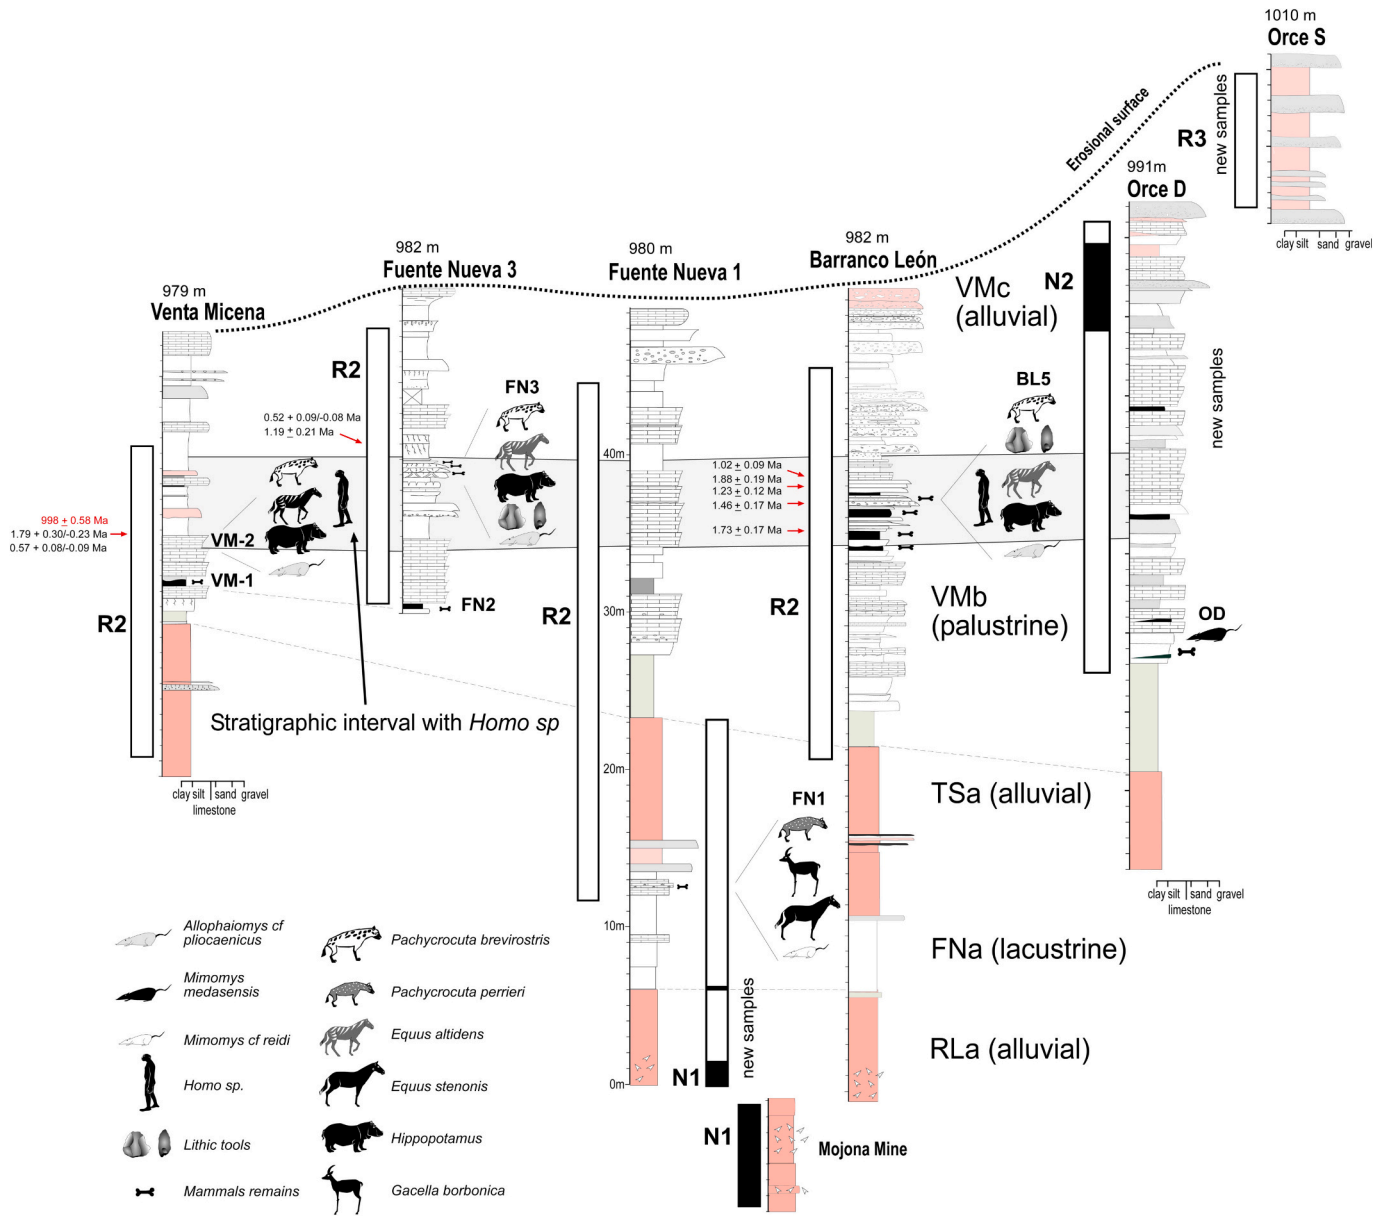 1010 m
Orce S
R3
new samples
clay silt sand gravel
Erosional surface
991m
Orce D
N2
new samples
OD
clay silt sand gravel
limestone
982 m
Barranco León
VMc
(alluvial)
BL5
1.02 + 0.09 Ma
1.88 + 0.19 Ma
1.23 + 0.12 Ma
1.46 + 0.17 Ma
1.73 + 0.17 Ma
R2
VMb
(palustrine)
TSa (alluvial)
FNa (lacustrine)
RLa (alluvial)
980 m
Fuente Nueva 1
40m
30m
20m
10m
0m
R2
FN1
N1
new samples
N1
Mojona Mine
982 m
Fuente Nueva 3
R2
FN3
0.52 + 0.09/-0.08 Ma
1.19 + 0.21 Ma
FN2
979 m
Venta Micena
998 + 0.58 Ma
1.79 + 0.30/-0.23 Ma
0.57 + 0.08/-0.09 Ma
VM-2
VM-1
R2
Stratigraphic interval with Homo sp
clay silt sand gravel
limestone
Allophaiomys cf
pliocaenicus
Mimomys
medasensis
Mimomys cf reidi
Homo sp.
Lithic tools
Mammals remains
Pachycrocuta brevirostris
Pachycrocuta perrieri
Equus altidens
Equus stenonis
Hippopotamus
Gacella borbonica